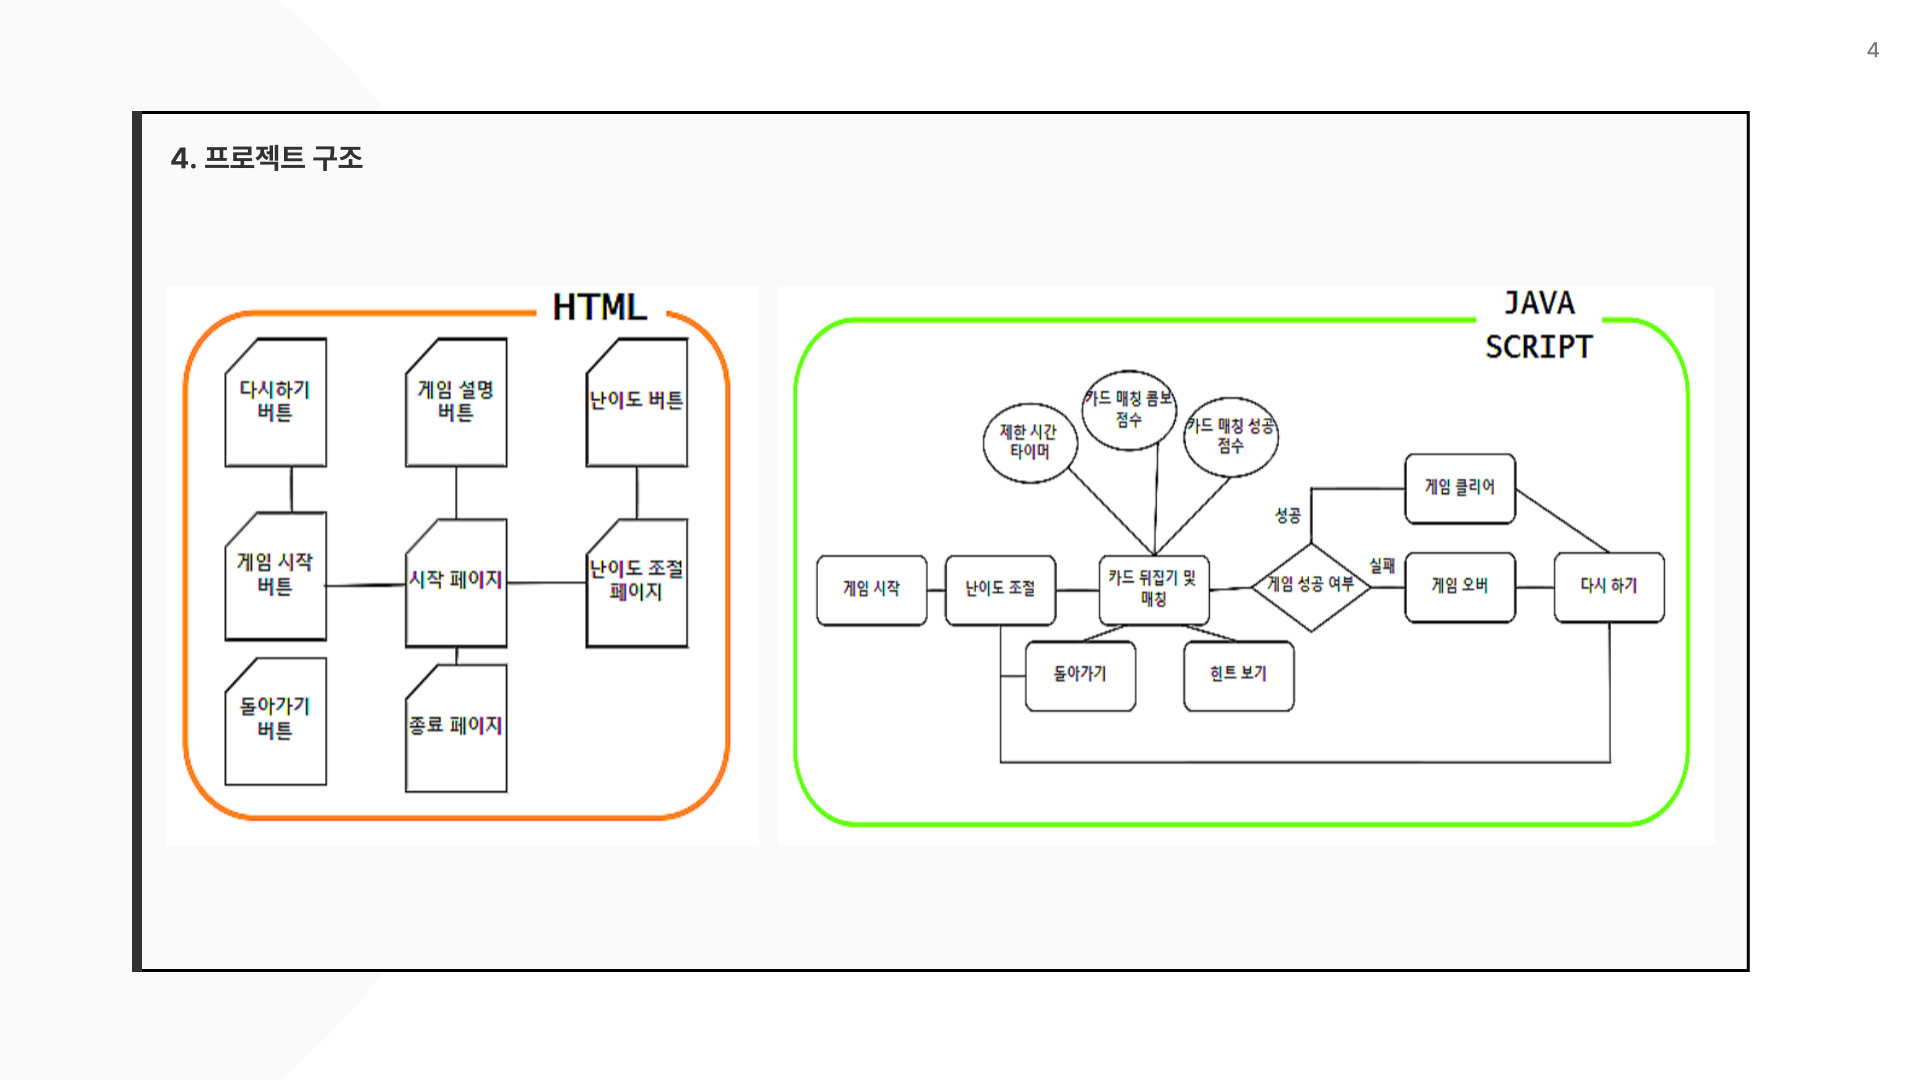 4
4. 프로젝트 구조
HTML
다시하기
버튼
게임 설명
버튼
난이도 버튼
게임 시작
버튼
시작 페이지
난이도 조절
페이지
돌아가기
버튼
종료 페이지
JAVA
SCRIPT
제한 시간
타이머
카드 매칭 콤보
점수
카드 매칭 성공
점수
게임 시작
난이도 조절
카드 뒤집기 및
매칭
게임 성공 여부
성공
실패
게임 클리어
게임 오버
다시 하기
돌아가기
힌트 보기